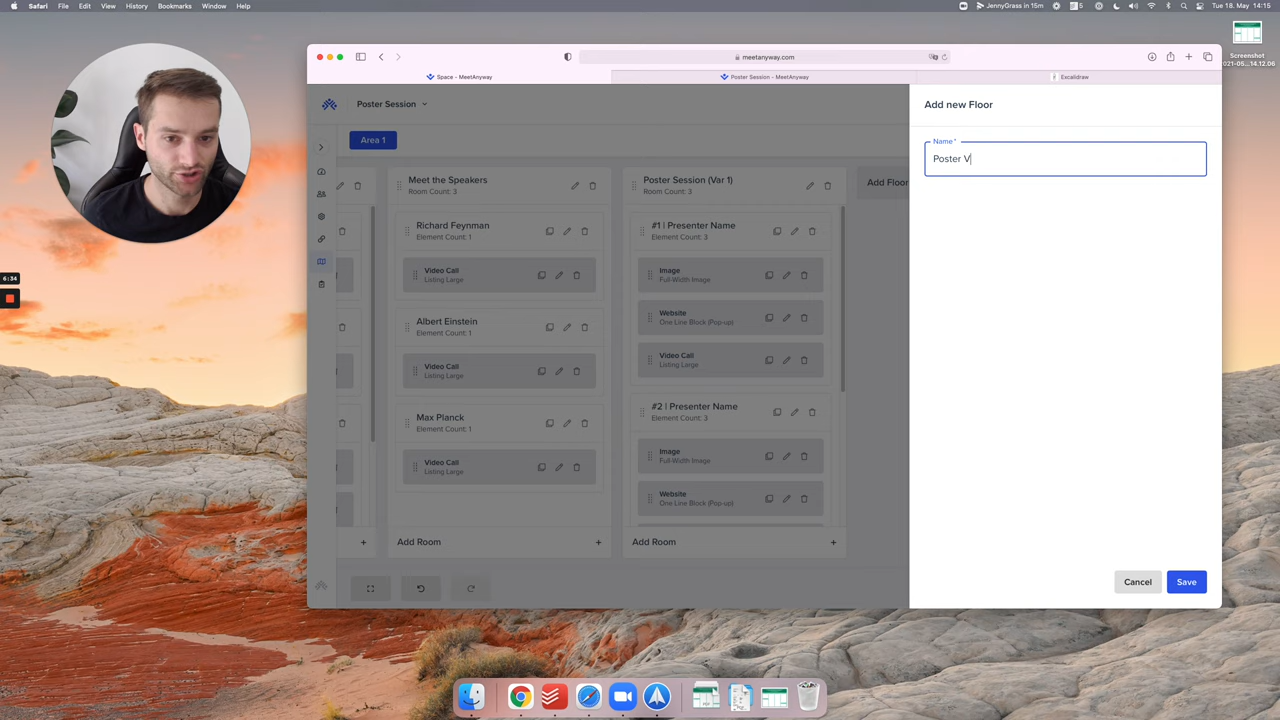 Safari File Edit View History Bookmarks Window Help
JennyGrass in 15m
5
Tue 18. May 14:15
Screenshot
021-05...14.12.06
meetanyway.com
Space – MeetAnyway
Poster Session – MeetAnyway
Excalidraw
Poster Session
Area 1
Meet the Speakers
Room Count: 3
Richard Feynman
Element Count: 1
Video Call
Listing Large
Albert Einstein
Element Count: 1
Video Call
Listing Large
Max Planck
Element Count: 1
Video Call
Listing Large
Add Room
Poster Session (Var 1)
Room Count: 3
#1 | Presenter Name
Element Count: 3
Image
Full-Width Image
Website
One Line Block (Pop-up)
Video Call
Listing Large
#2 | Presenter Name
Element Count: 3
Image
Full-Width Image
Website
One Line Block (Pop-up)
Add Room
Add Floor
Add new Floor
Name *
Poster V
Cancel
Save
6:34